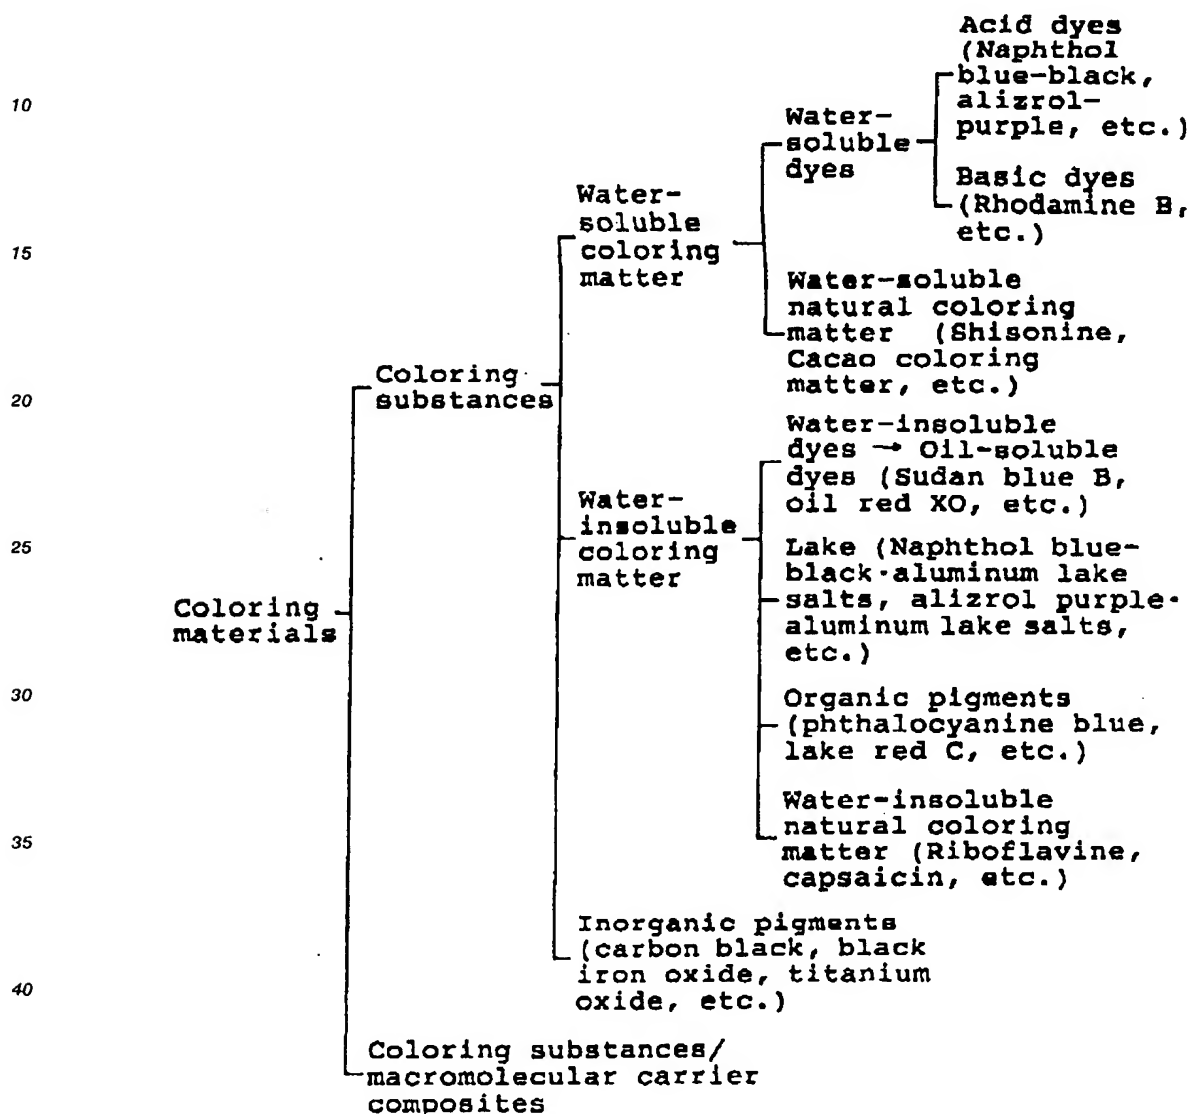 Acid dyes
(Naphthol
blue-black,
alizrol-
purple, etc.)
10
Water-
soluble
dyes
Basic dyes
(Rhodamine B,
etc.)
Water-
soluble
coloring
matter
15
Water-soluble
natural coloring
matter (Shisonine,
Cacao coloring
matter, etc.)
Coloring
substances
20
Water-insoluble
dyes → Oil-soluble
dyes (Sudan blue B,
oil red XO, etc.)
Water-
insoluble
coloring
matter
25
Lake (Naphthol blue-
black·aluminum lake
salts, alizrol purple·
aluminum lake salts,
etc.)
Coloring
materials
30
Organic pigments
(phthalocyanine blue,
lake red C, etc.)
Water-insoluble
natural coloring
matter (Riboflavine,
capsaicin, etc.)
35
Inorganic pigments
(carbon black, black
iron oxide, titanium
oxide, etc.)
40
Coloring substances/
macromolecular carrier
composites